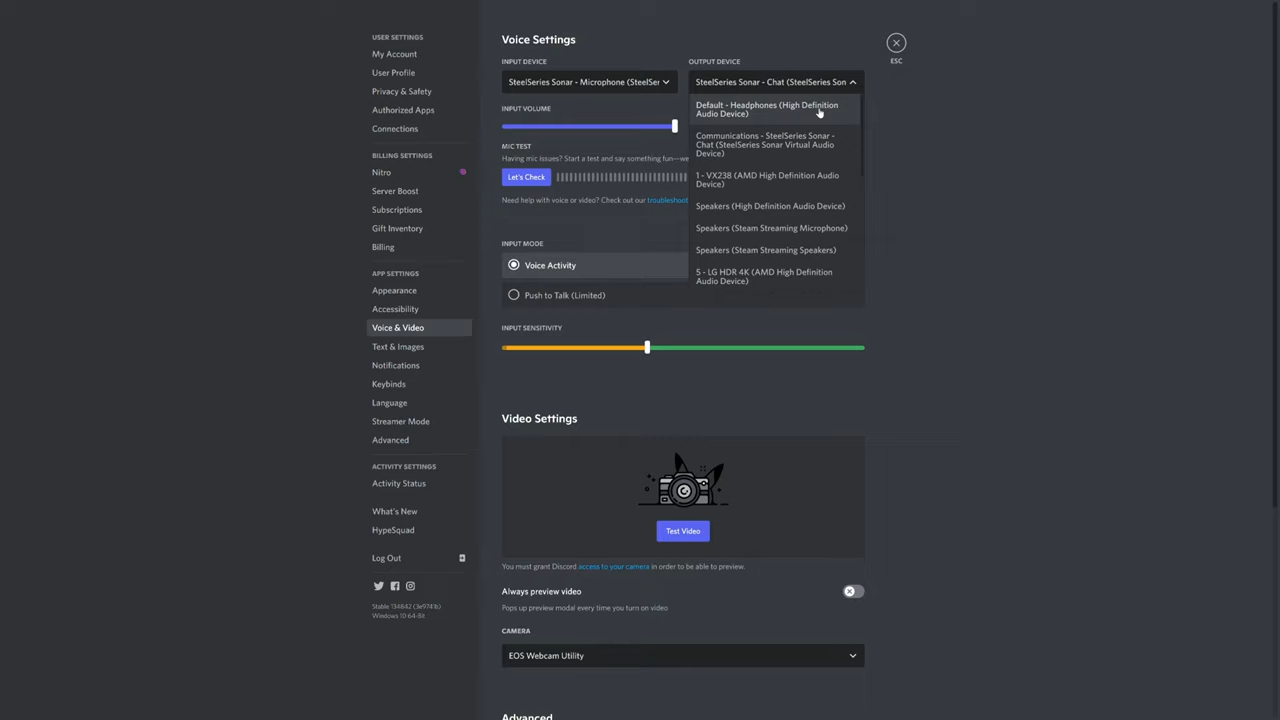 USER SETTINGS
My Account
User Profile
Privacy & Safety
Authorized Apps
Connections
BILLING SETTINGS
Nitro
Server Boost
Subscriptions
Gift Inventory
Billing
APP SETTINGS
Appearance
Accessibility
Voice & Video
Text & Images
Notifications
Keybinds
Language
Streamer Mode
Advanced
ACTIVITY SETTINGS
Activity Status
What's New
HypeSquad
Log Out
Stable 134842 (3e9741b)
Windows 10 64-Bit
Voice Settings
INPUT DEVICE
SteelSeries Sonar - Microphone (SteelSer
INPUT VOLUME
MIC TEST
Having mic issues? Start a test and say something fun—we
Let's Check
Need help with voice or video? Check out our troubleshoot
OUTPUT DEVICE
SteelSeries Sonar - Chat (SteelSeries Son
Default - Headphones (High Definition
Audio Device)
Communications - SteelSeries Sonar -
Chat (SteelSeries Sonar Virtual Audio
Device)
1 - VX238 (AMD High Definition Audio
Device)
Speakers (High Definition Audio Device)
Speakers (Steam Streaming Microphone)
Speakers (Steam Streaming Speakers)
5 - LG HDR 4K (AMD High Definition
Audio Device)
ESC
INPUT MODE
Voice Activity
Push to Talk (Limited)
INPUT SENSITIVITY
Video Settings
Test Video
You must grant Discord access to your camera in order to be able to preview.
Always preview video
Pops up preview modal every time you turn on video
CAMERA
EOS Webcam Utility
Advanced